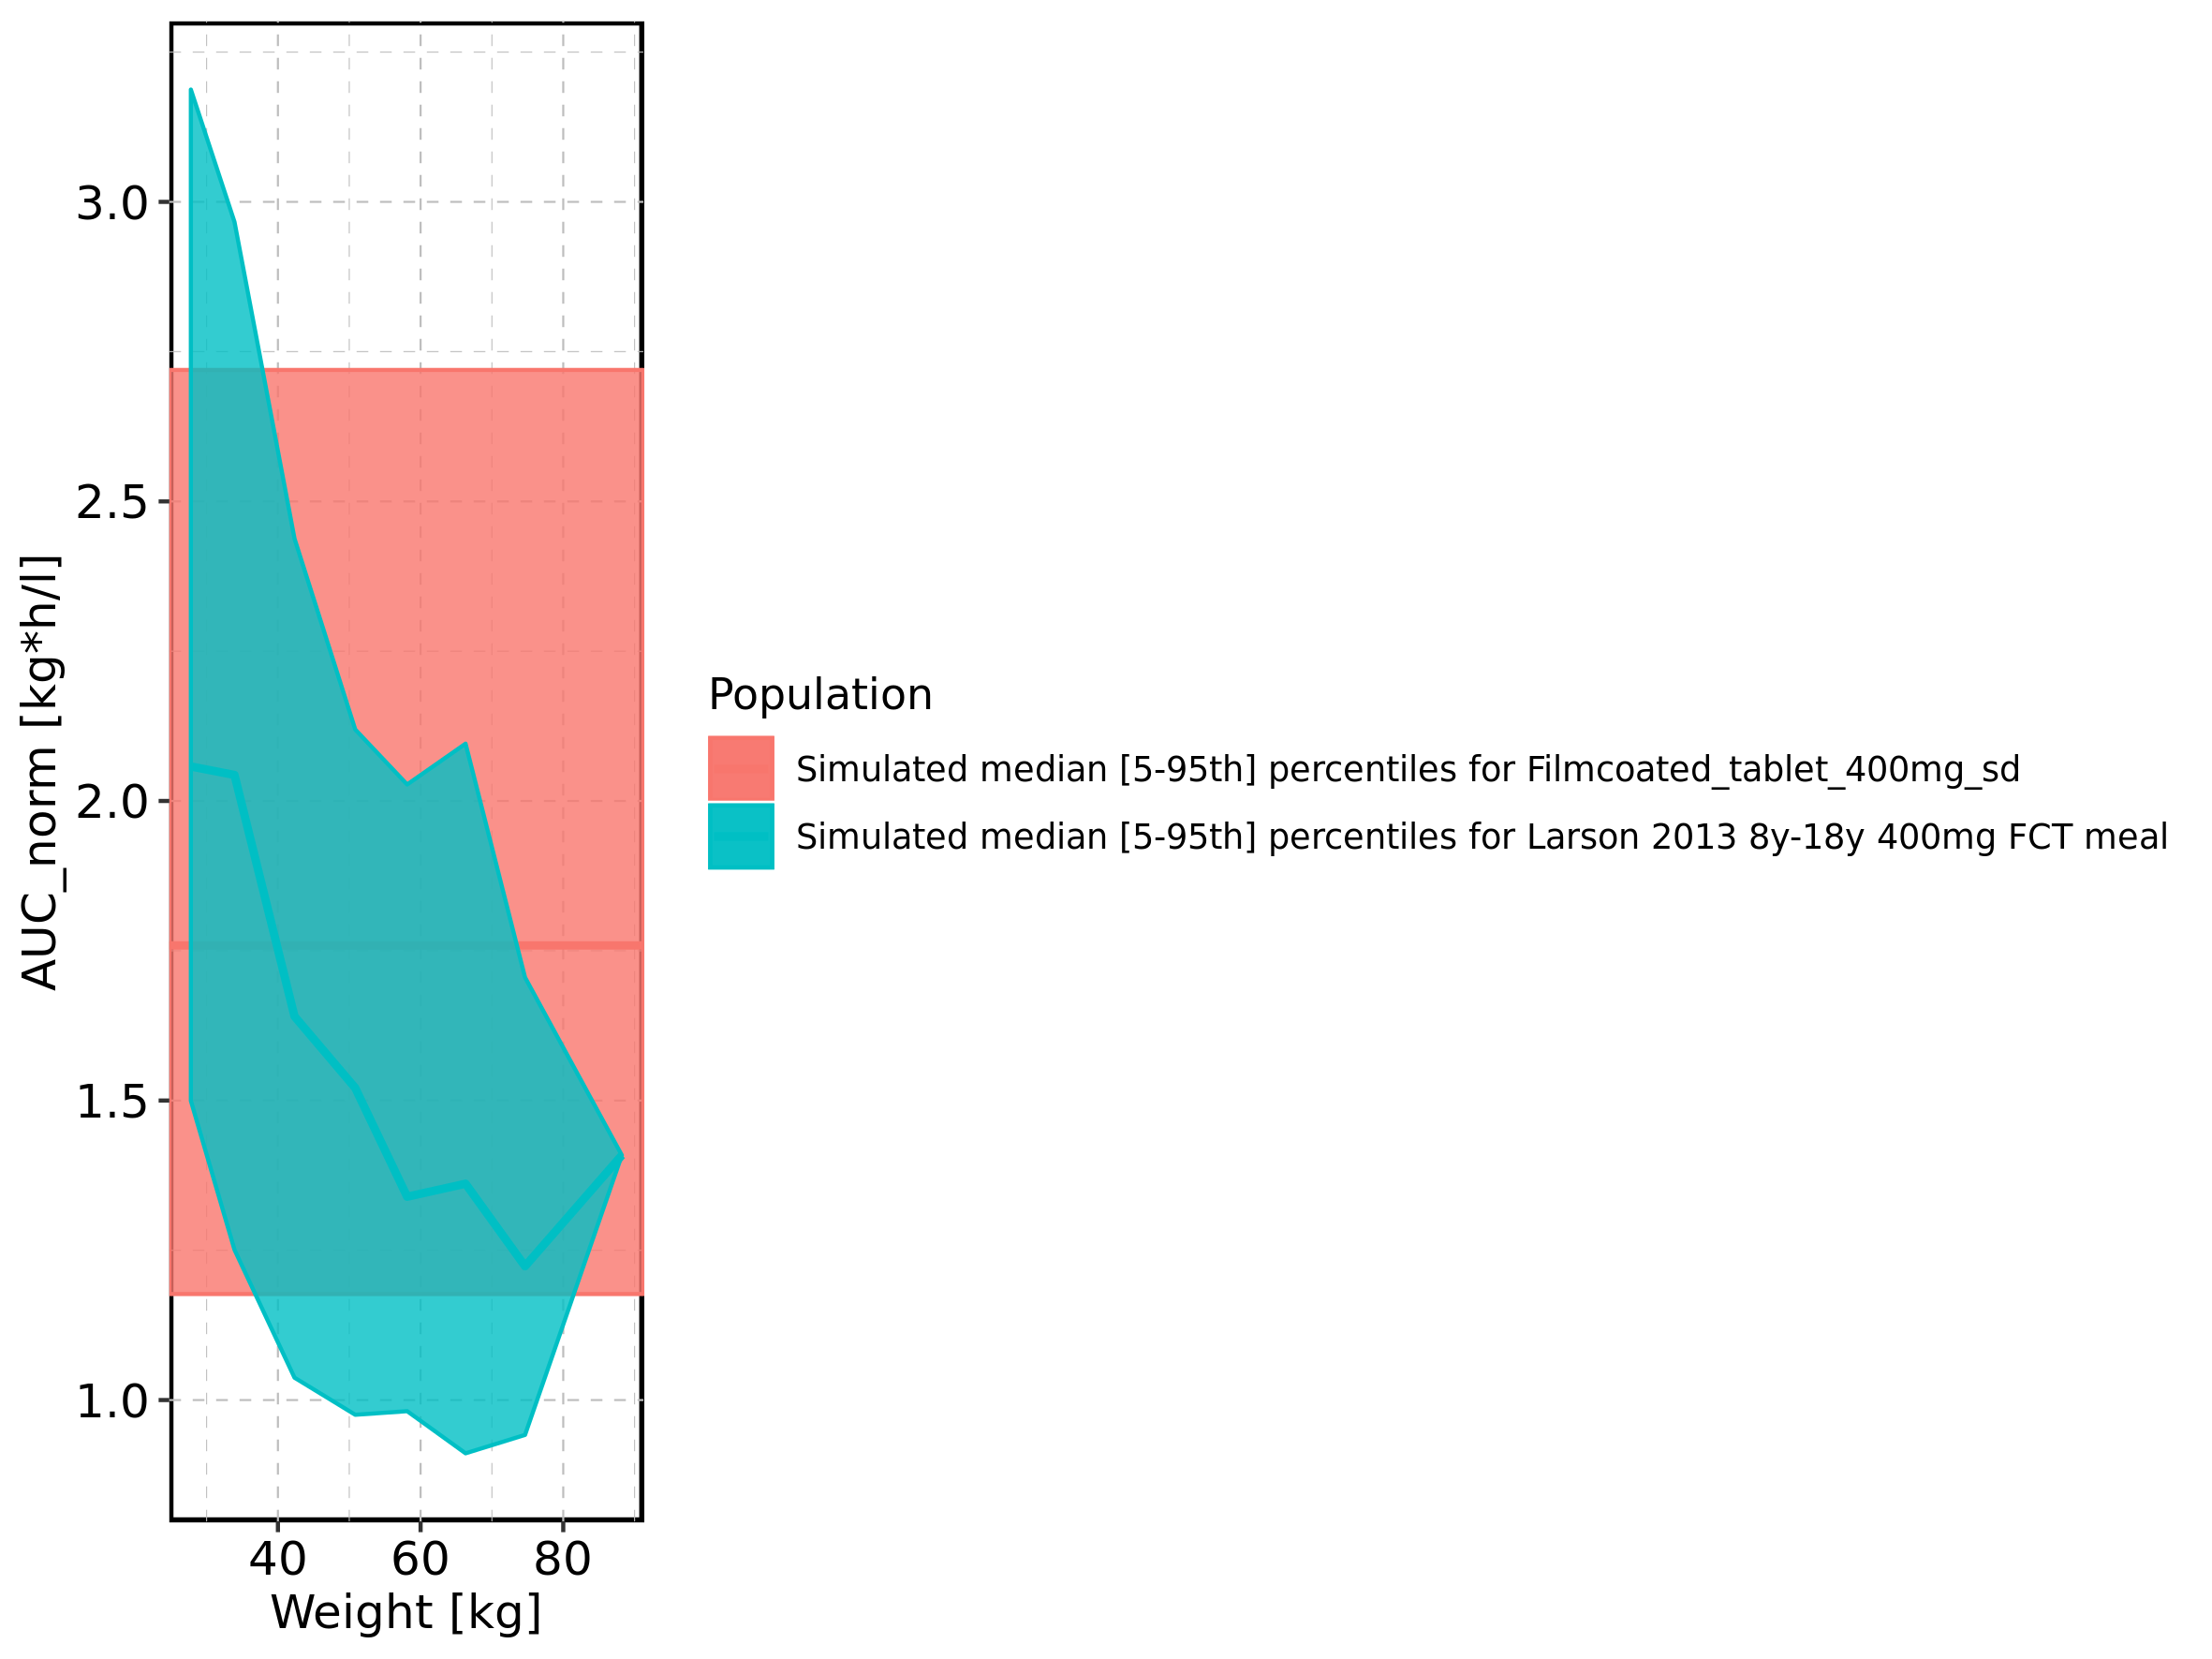 AUC_norm [kg*h/l]
3.0
2.5
2.0
1.5
1.0
40 60 80
Weight [kg]
Population
Simulated median [5-95th] percentiles for Filmcoated_tablet_400mg_sd
Simulated median [5-95th] percentiles for Larson 2013 8y-18y 400mg FCT meal